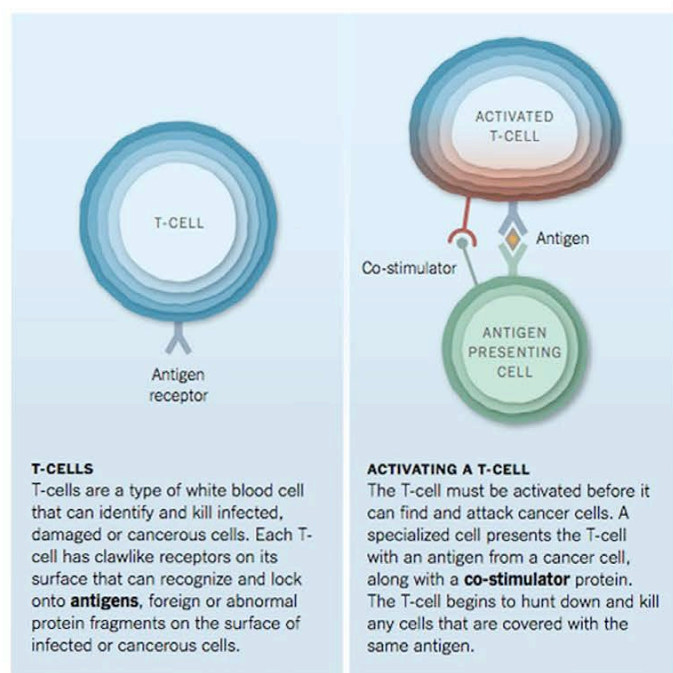 T-CELL
Antigen
receptor
T-CELLS
T-cells are a type of white blood cell
that can identify and kill infected,
damaged or cancerous cells. Each T-
cell has clawlike receptors on its
surface that can recognize and lock
onto antigens, foreign or abnormal
protein fragments on the surface of
infected or cancerous cells.
ACTIVATED
T-CELL
Antigen
Co-stimulator
ANTIGEN
PRESENTING
CELL
ACTIVATING A T-CELL
The T-cell must be activated before it
can find and attack cancer cells. A
specialized cell presents the T-cell
with an antigen from a cancer cell,
along with a co-stimulator protein.
The T-cell begins to hunt down and kill
any cells that are covered with the
same antigen.